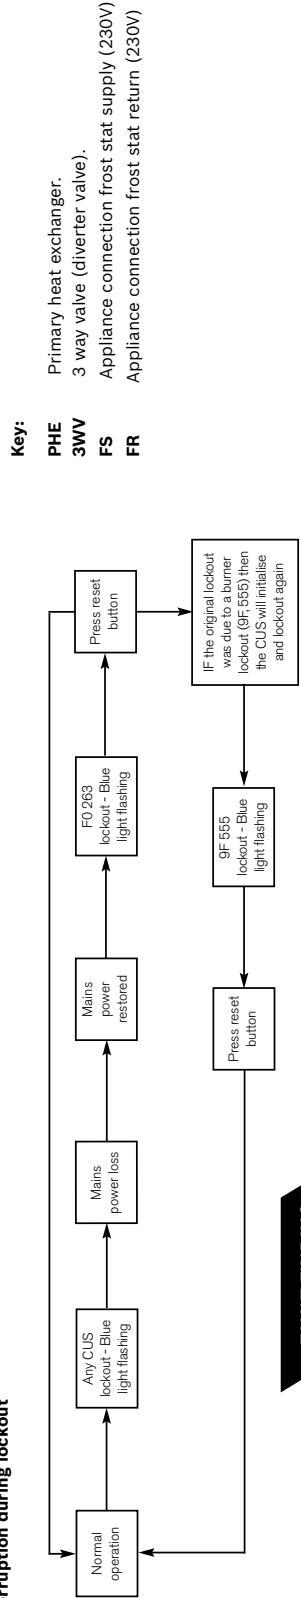 rruption during lockout
Normal
operation
Any CUS
lockout - Blue
light flashing
Mains
power loss
Mains
power
restored
F0 263
lockout - Blue
light flashing
Press reset
button
IF the original lockout
was due to a burner
lockout (9F, 555) then
the CUS will initialise
and lockout again
9F 555
lockout - Blue
light flashing
Press reset
button
Key:
PHE Primary heat exchanger.
3WV 3 way valve (diverter valve).
FS Appliance connection frost stat supply (230V)
FR Appliance connection frost stat return (230V)